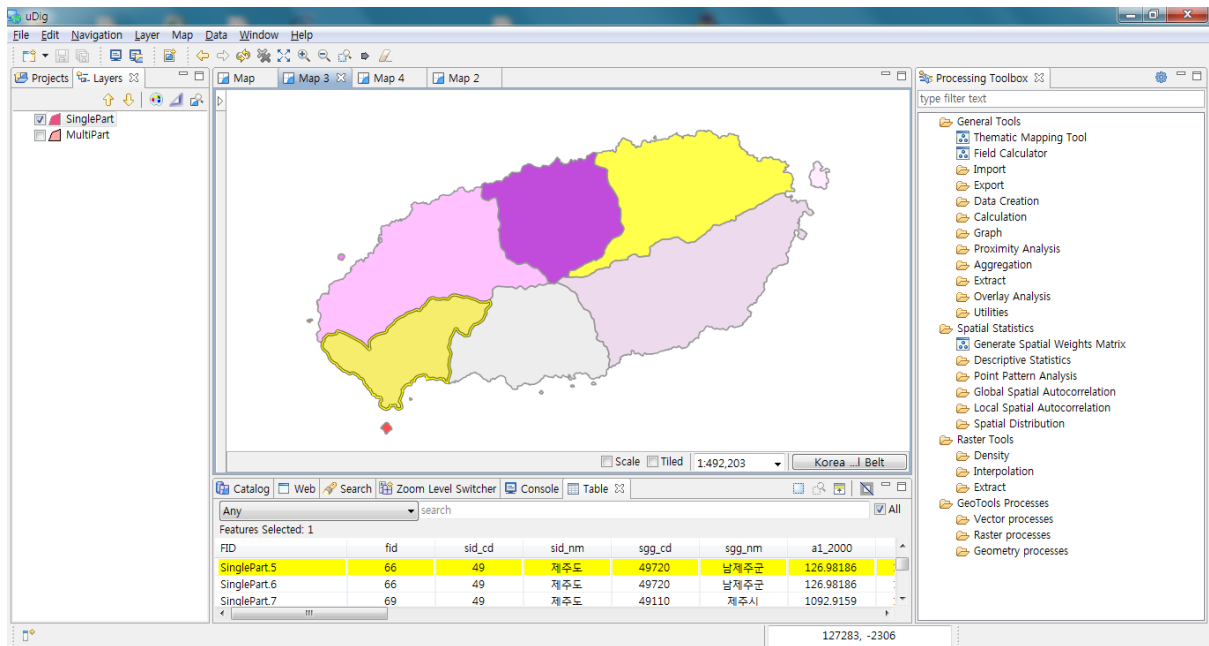 uDig
File Edit Navigation Layer Map Data Window Help
Projects Layers
SinglePart
MultiPart
Map Map 3 Map 4 Map 2
Scale Tiled 1:492,203 Korea ...l Belt
Catalog Web Search Zoom Level Switcher Console Table
Any search All
Features Selected: 1
FID fid sid_cd sid_nm sgg_cd sgg_nm a1_2000
SinglePart.5 66 49 제주도 49720 남제주군 126.98186
SinglePart.6 66 49 제주도 49720 남제주군 126.98186
SinglePart.7 69 49 제주도 49110 제주시 1092.9159
Processing Toolbox
type filter text
General Tools
Thematic Mapping Tool
Field Calculator
Import
Export
Data Creation
Calculation
Graph
Proximity Analysis
Aggregation
Extract
Overlay Analysis
Utilities
Spatial Statistics
Generate Spatial Weights Matrix
Descriptive Statistics
Point Pattern Analysis
Global Spatial Autocorrelation
Local Spatial Autocorrelation
Spatial Distribution
Raster Tools
Density
Interpolation
Extract
GeoTools Processes
Vector processes
Raster processes
Geometry processes
127283, -2306